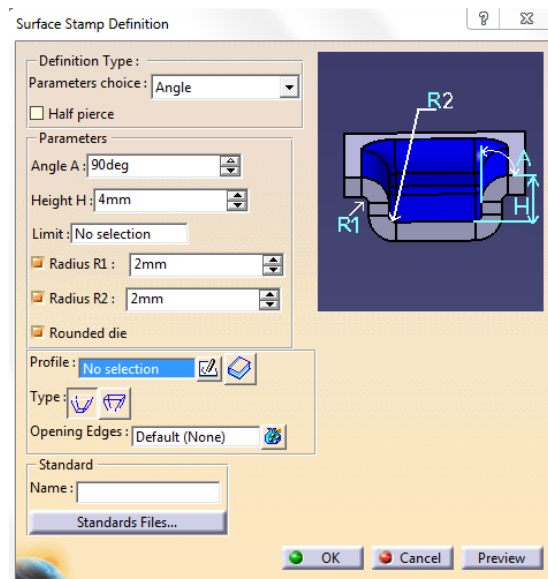 Surface Stamp Definition
?
Definition Type :
Parameters choice : Angle
Half pierce
Parameters
Angle A : 90deg
Height H : 4mm
Limit : No selection
Radius R1 : 2mm
Radius R2 : 2mm
Rounded die
Profile : No selection
Type :
Opening Edges : Default (None)
Standard
Name :
Standards Files...
R2
A
H
R1
OK Cancel Preview